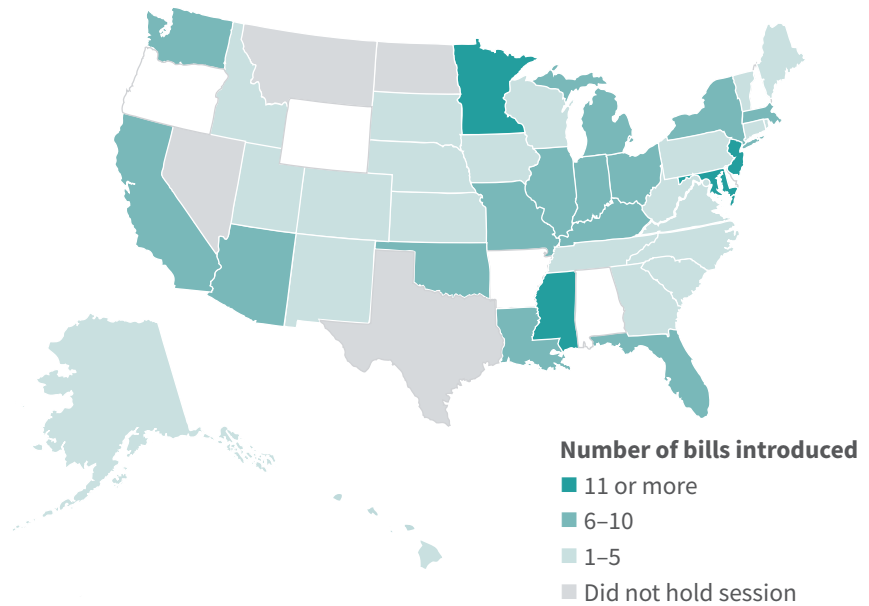 Number of bills introduced
11 or more
6–10
1–5
Did not hold session